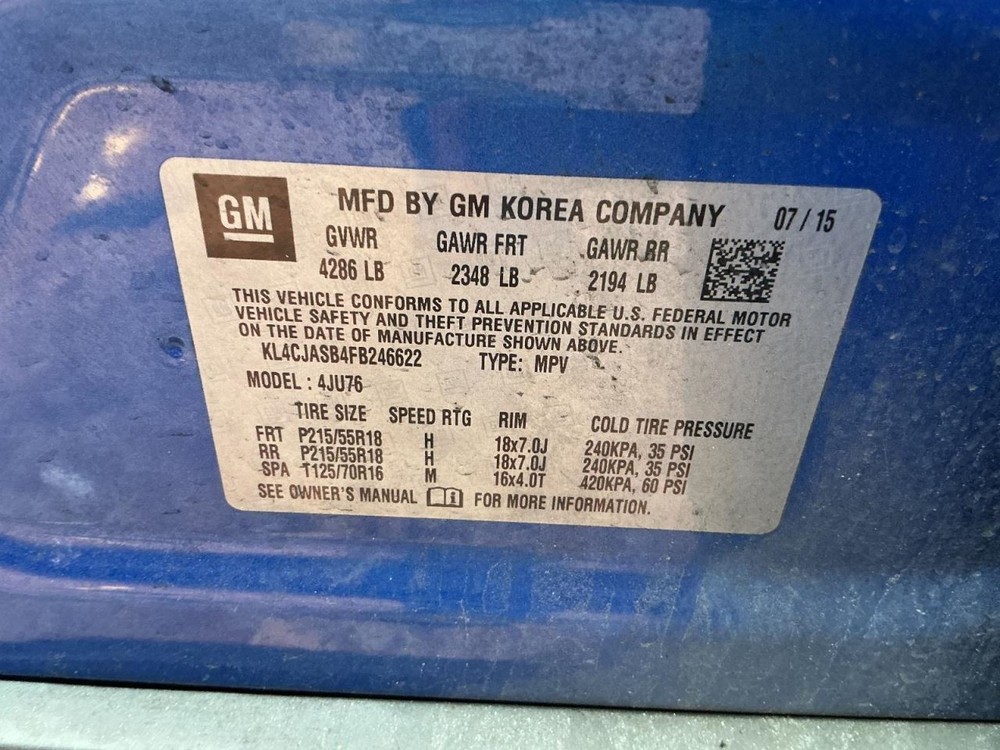 GM MFD BY GM KOREA COMPANY 07 / 15
GVWR GAWR FRT GAWR RR
4286 LB 2348 LB 2194 LB
THIS VEHICLE CONFORMS TO ALL APPLICABLE U.S. FEDERAL MOTOR
VEHICLE SAFETY AND THEFT PREVENTION STANDARDS IN EFFECT
ON THE DATE OF MANUFACTURE SHOWN ABOVE.
KL4CJASB4FB246622 TYPE: MPV
MODEL : 4JU76
TIRE SIZE SPEED RTG RIM COLD TIRE PRESSURE
FRT P215/55R18 H 18x7.0J 240KPA, 35 PSI
RR P215/55R18 H 18x7.0J 240KPA, 35 PSI
SPA T125/70R16 M 16x4.0T 420KPA, 60 PSI
SEE OWNER'S MANUAL FOR MORE INFORMATION.